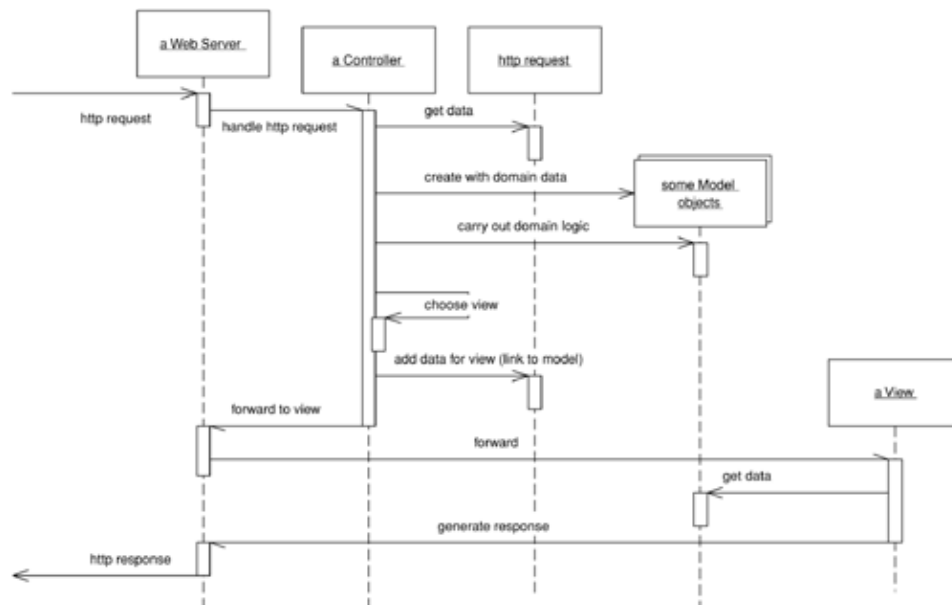 a Web Server
a Controller
http request
http request
handle http request
get data
create with domain data
some Model
objects
carry out domain logic
choose view
add data for view (link to model)
a View
forward to view
forward
get data
generate response
http response